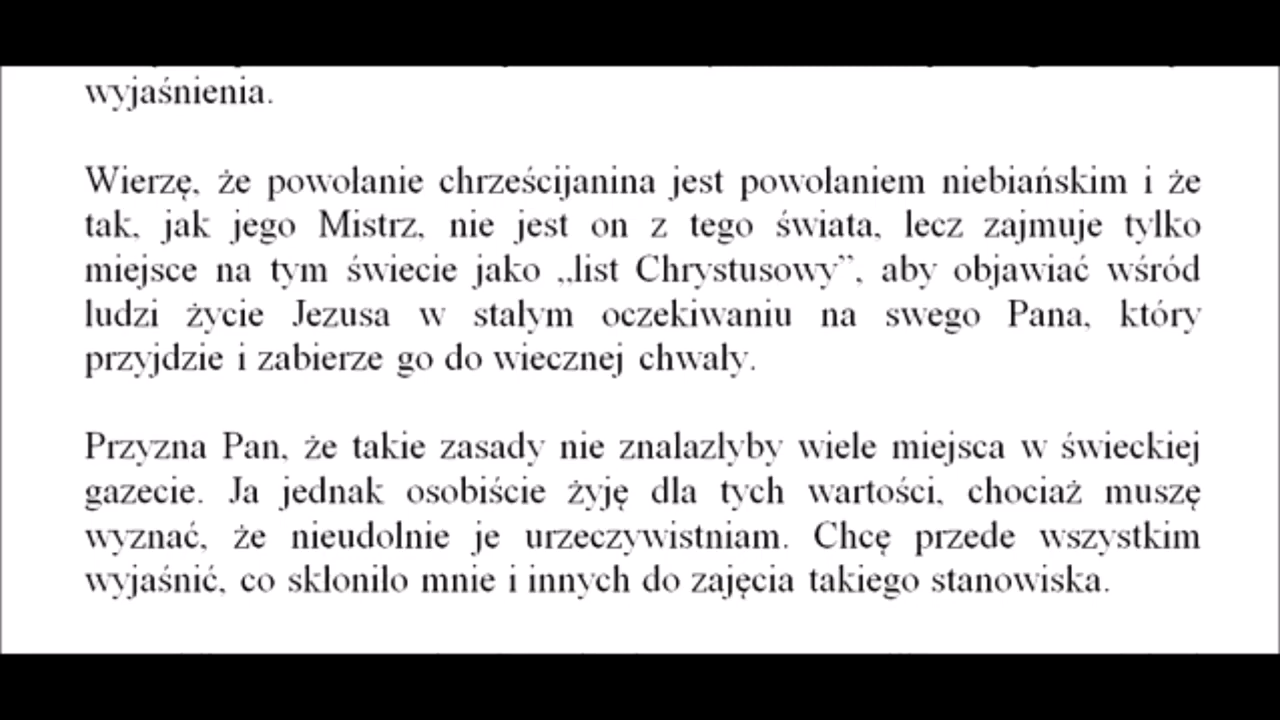 wyjaśnienia.
Wierzę, że powołanie chrześcijanina jest powołaniem niebiańskim i że
tak, jak jego Mistrz, nie jest on z tego świata, lecz zajmuje tylko
miejsce na tym świecie jako „list Chrystusowy”, aby objawiać wśród
ludzi życie Jezusa w stałym oczekiwaniu na swego Pana, który
przyjdzie i zabierze go do wiecznej chwały.
Przyzna Pan, że takie zasady nie znalazłyby wiele miejsca w świeckiej
gazecie. Ja jednak osobiście żyję dla tych wartości, chociaż muszę
wyznać, że nieudolnie je urzeczywistniam. Chcę przede wszystkim
wyjaśnić, co skłoniło mnie i innych do zajęcia takiego stanowiska.